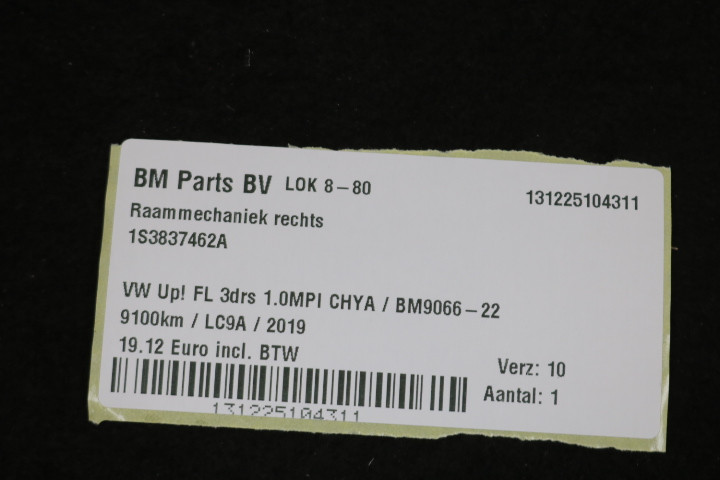 BM Parts BV LOK 8-80 131225104311
Raammechaniek rechts
1S3837462A
VW Up! FL 3drs 1.0MPI CHYA / BM9066-22
9100km / LC9A / 2019
19.12 Euro incl. BTW
Verz: 10
Aantal: 1
131225104311